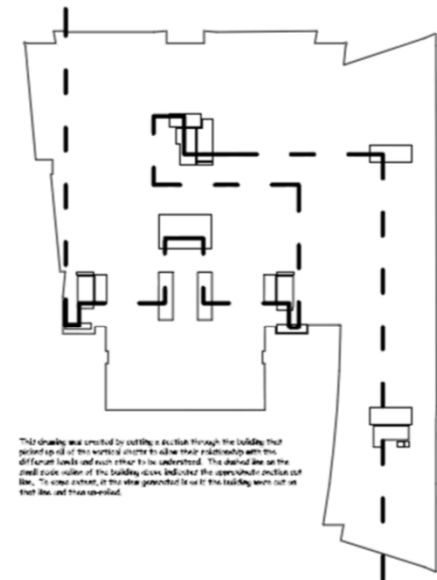 This drawing was created by cutting a section through the building that
picked up all of the vertical shafts to allow their relationship with the
different levels and each other to be understood. The dashed line on the
small scale outline of the building above indicates the approximate section cut
line. To some extent, it the view generated is as if the building were cut on
that line and then un-rolled.